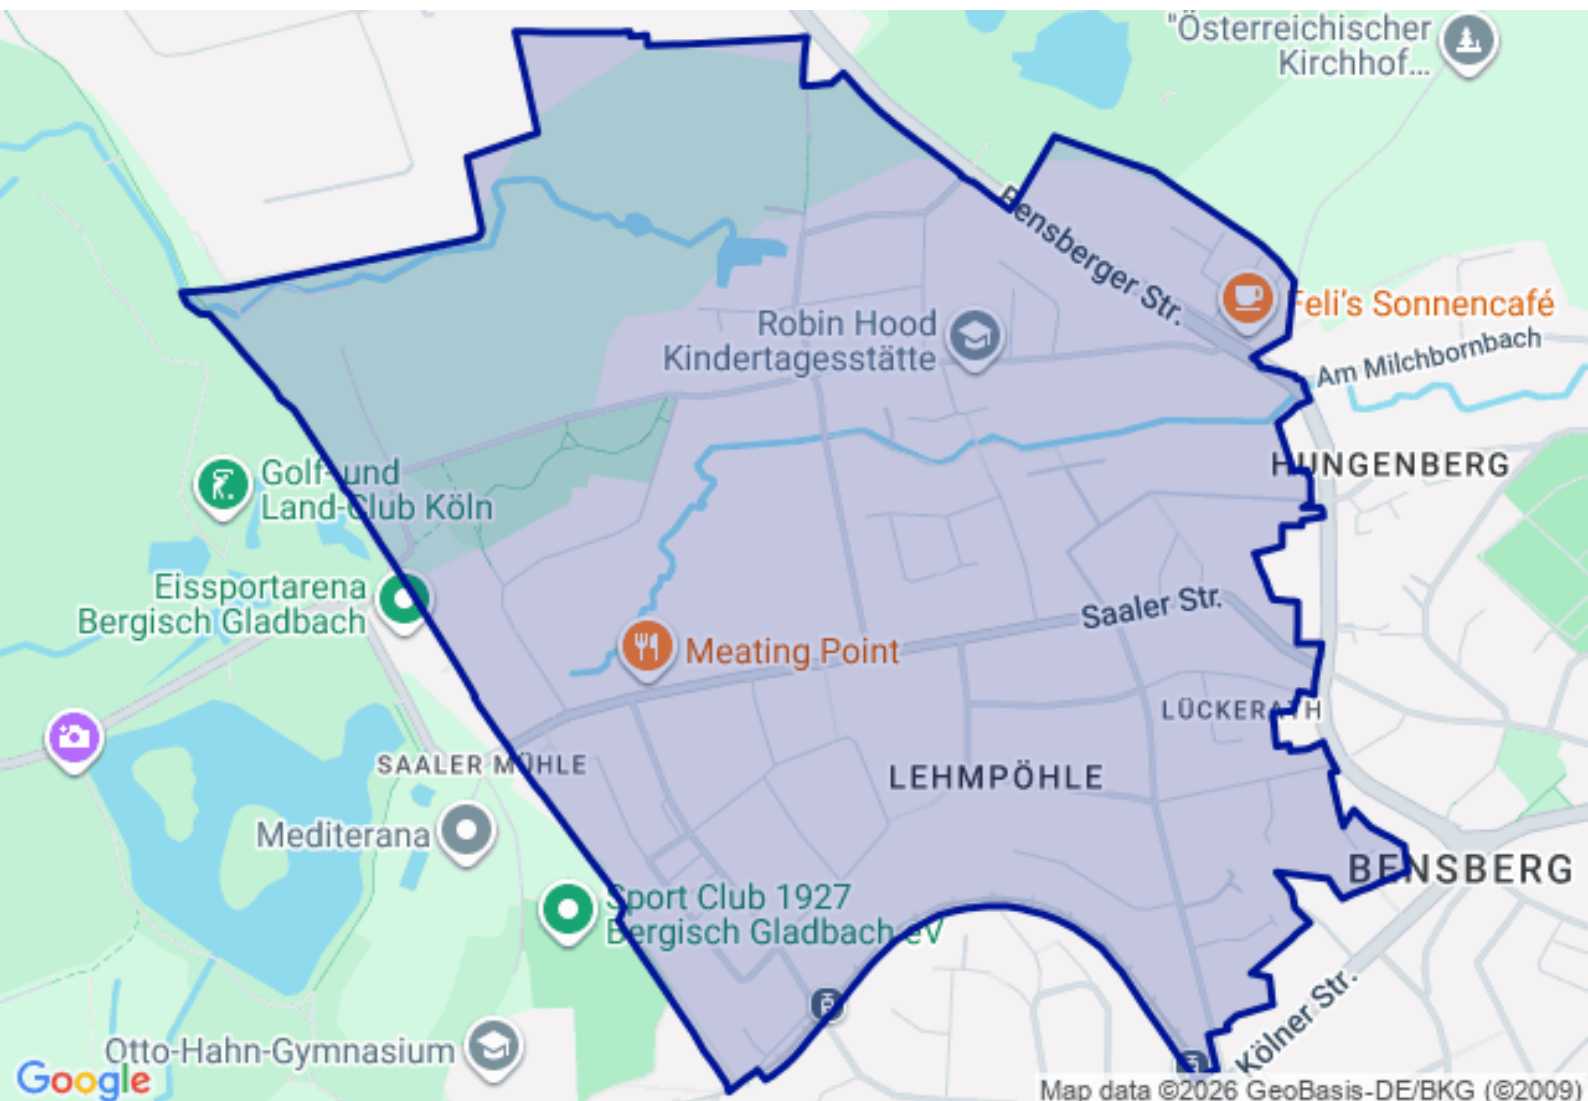 "Österreichischer
Kirchhof...
Bensberger Str.
Robin Hood
Kindertagesstätte
Feli's Sonnencafé
Am Milchbornbach
Golf- und
Land-Club Köln
HUNGENBERG
Eissportarena
Bergisch Gladbach
Saaler Str.
Meating Point
LÜCKERATH
SAALER MÜHLE
LEHMPÖHLE
Mediterana
BENSBERG
Sport Club 1927
Bergisch Gladbach eV
Kölner Str.
Otto-Hahn-Gymnasium
Google
Map data ©2026 GeoBasis-DE/BKG (©2009)